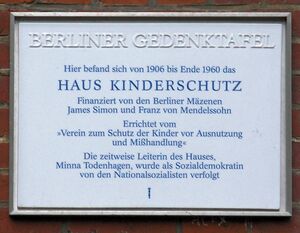 BERLINER GEDENKTAFEL
Hier befand sich von 1906 bis Ende 1960 das
HAUS KINDERSCHUTZ
Finanziert von den Berliner Mäzenen
James Simon und Franz von Mendelssohn
Errichtet vom
»Verein zum Schutz der Kinder vor Ausnutzung
und Mißhandlung«
Die zeitweise Leiterin des Hauses,
Minna Todenhagen, wurde als Sozialdemokratin
von den Nationalsozialisten verfolgt